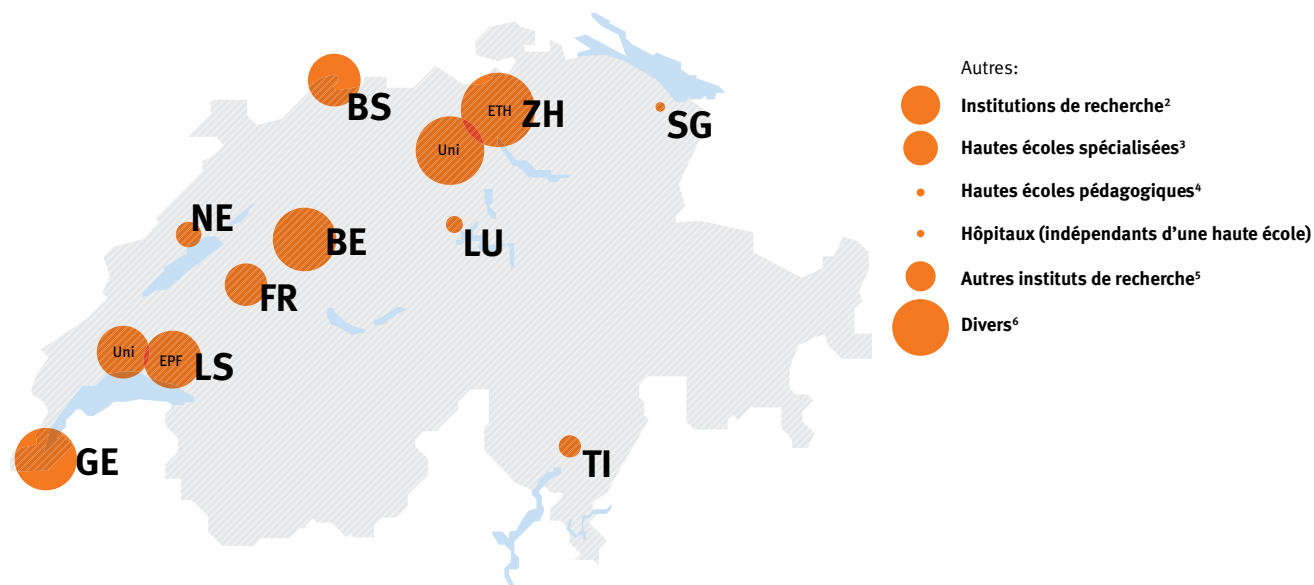 BS
ETH
ZH
Uni
SG
NE
BE
LU
FR
Uni
EPF
LS
GE
TI
Autres:
Institutions de recherche²
Hautes écoles spécialisées³
Hautes écoles pédagogiques⁴
Hôpitaux (indépendants d’une haute école)
Autres instituts de recherche⁵
Divers⁶